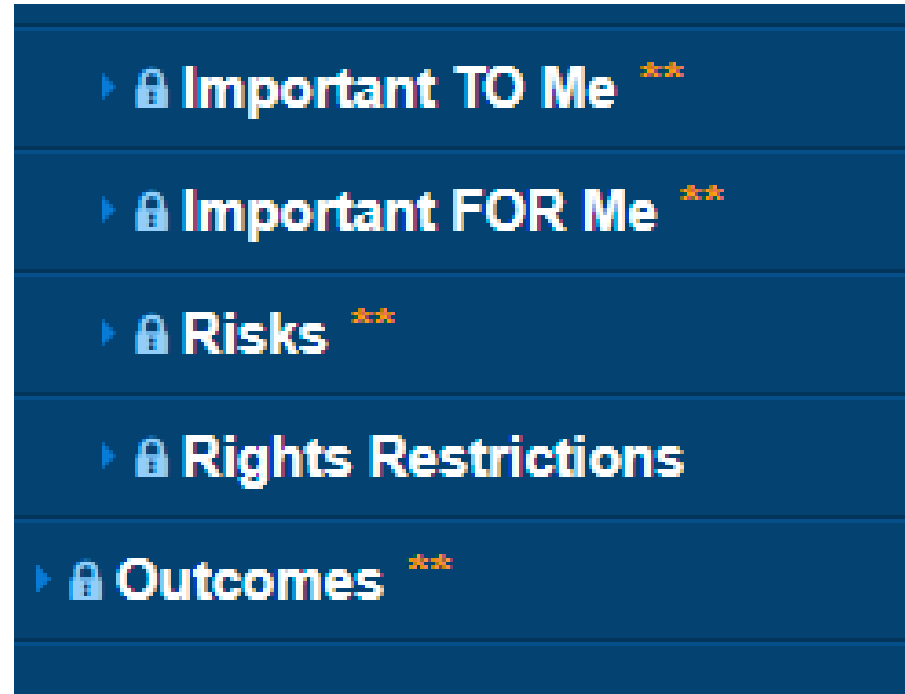 Important TO Me **
Important FOR Me **
Risks **
Rights Restrictions
Outcomes **